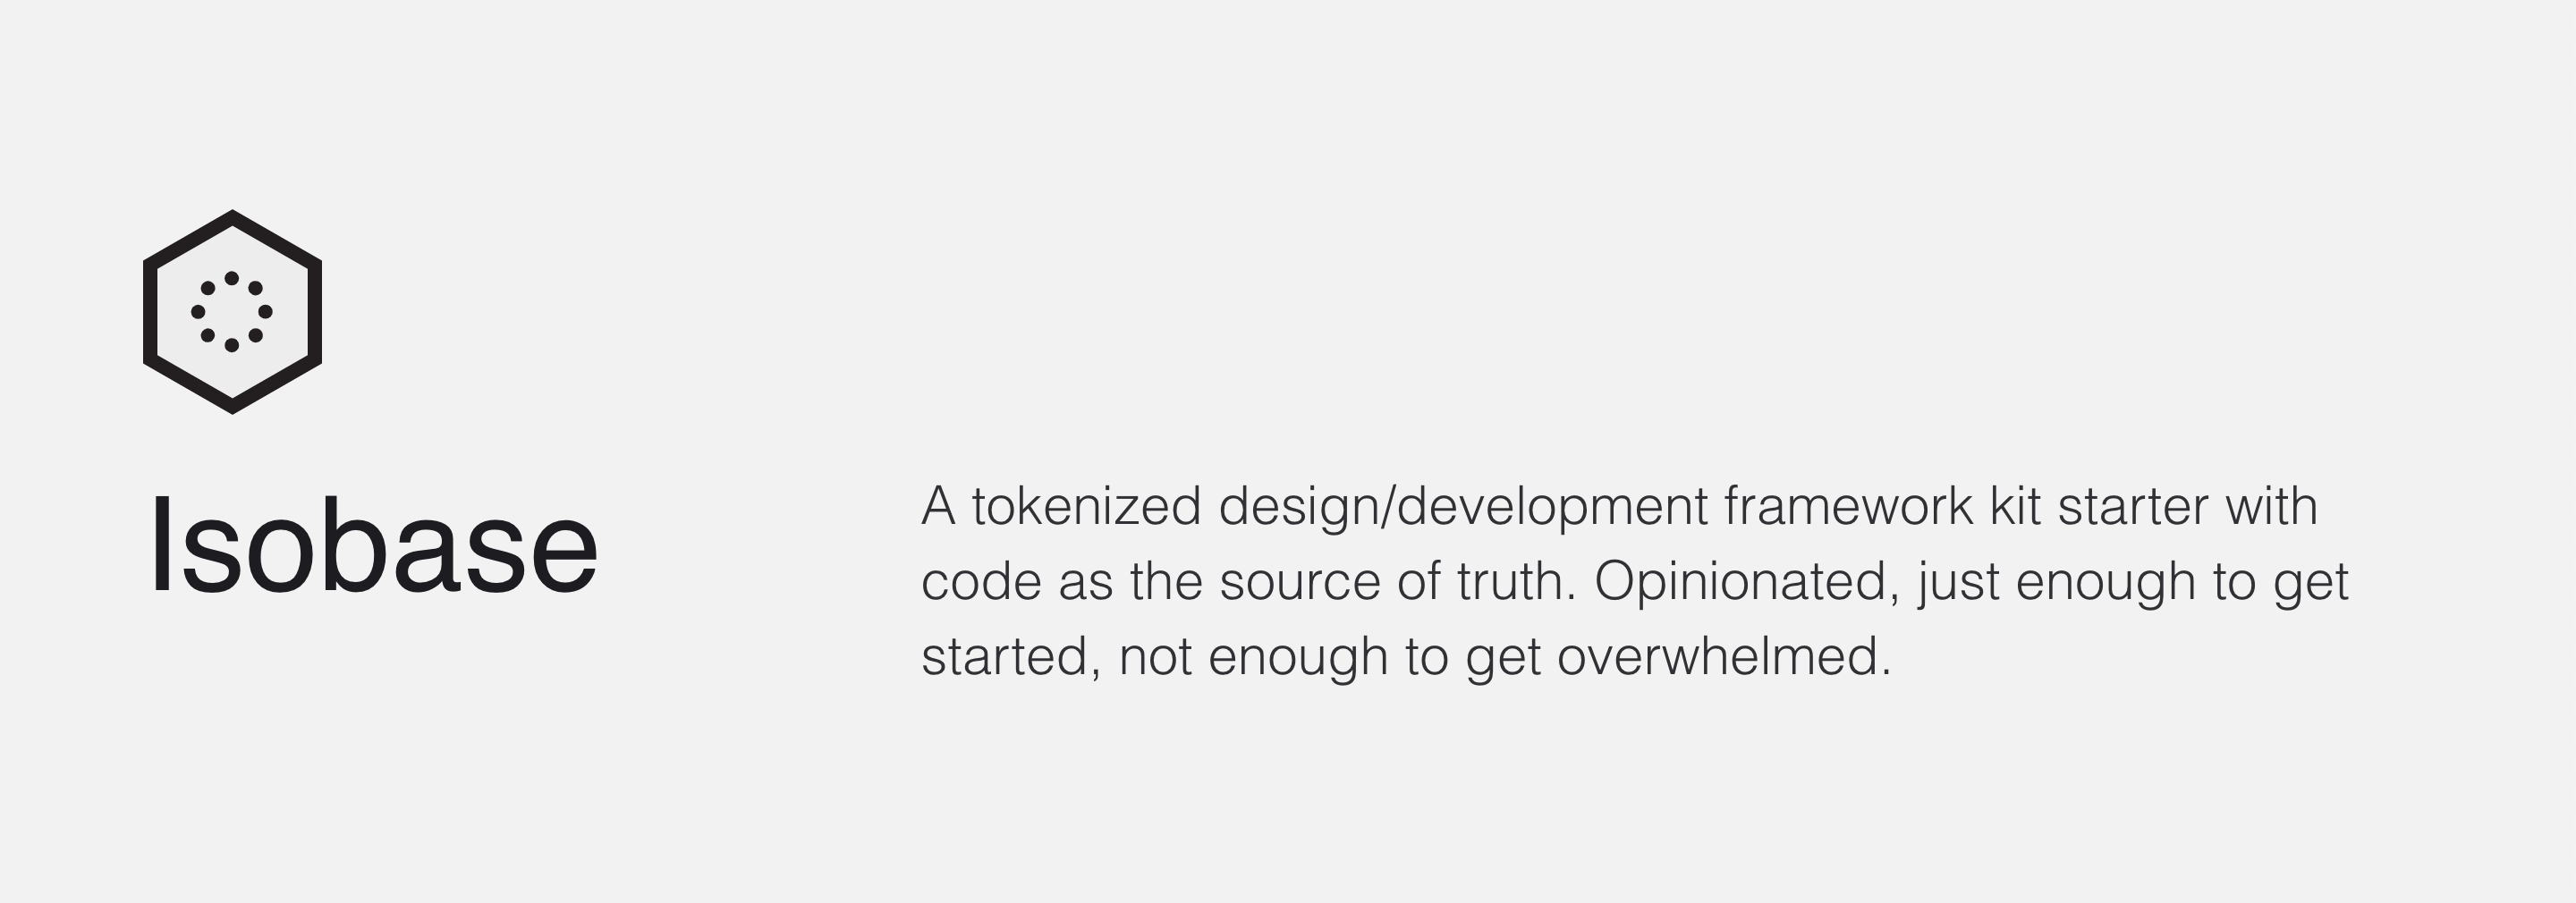 Isobase
A tokenized design/development framework kit starter with
code as the source of truth. Opinionated, just enough to get
started, not enough to get overwhelmed.